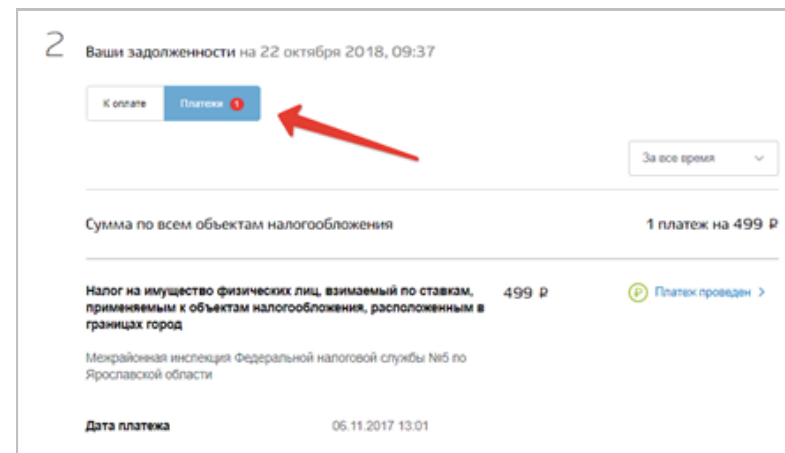 2 Ваши задолженности на 22 октября 2018, 09:37
К оплате Платежи 1
За все время
Сумма по всем объектам налогообложения 1 платеж на 499 ₽
Налог на имущество физических лиц, взимаемый по ставкам, 499 ₽ Платеж проведен >
применяемым к объектам налогообложения, расположенным в
границах город
Межрайонная инспекция Федеральной налоговой службы №5 по
Ярославской области
Дата платежа 06.11.2017 13:01